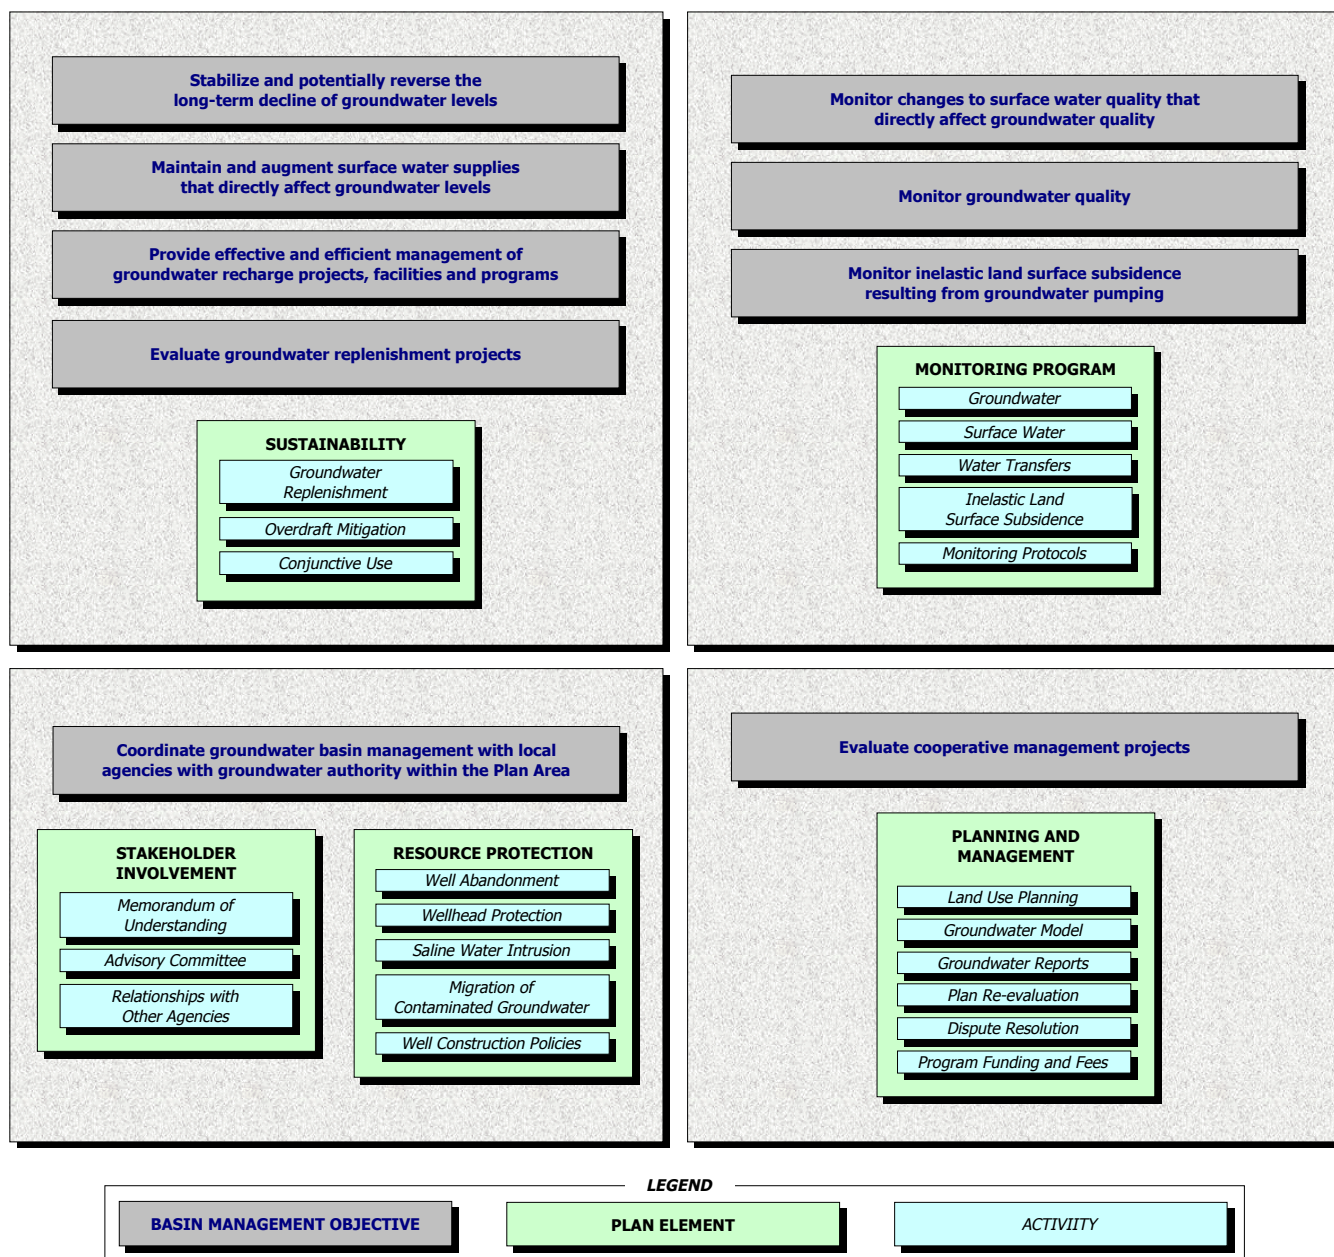 Stabilize and potentially reverse the
long-term decline of groundwater levels
Maintain and augment surface water supplies
that directly affect groundwater levels
Provide effective and efficient management of
groundwater recharge projects, facilities and programs
Evaluate groundwater replenishment projects
SUSTAINABILITY
Groundwater
Replenishment
Overdraft Mitigation
Conjunctive Use
Monitor changes to surface water quality that
directly affect groundwater quality
Monitor groundwater quality
Monitor inelastic land surface subsidence
resulting from groundwater pumping
MONITORING PROGRAM
Groundwater
Surface Water
Water Transfers
Inelastic Land
Surface Subsidence
Monitoring Protocols
Coordinate groundwater basin management with local
agencies with groundwater authority within the Plan Area
STAKEHOLDER
INVOLVEMENT
Memorandum of
Understanding
Advisory Committee
Relationships with
Other Agencies
RESOURCE PROTECTION
Well Abandonment
Wellhead Protection
Saline Water Intrusion
Migration of
Contaminated Groundwater
Well Construction Policies
Evaluate cooperative management projects
PLANNING AND
MANAGEMENT
Land Use Planning
Groundwater Model
Groundwater Reports
Plan Re-evaluation
Dispute Resolution
Program Funding and Fees
LEGEND
BASIN MANAGEMENT OBJECTIVE
PLAN ELEMENT
ACTIVIITY